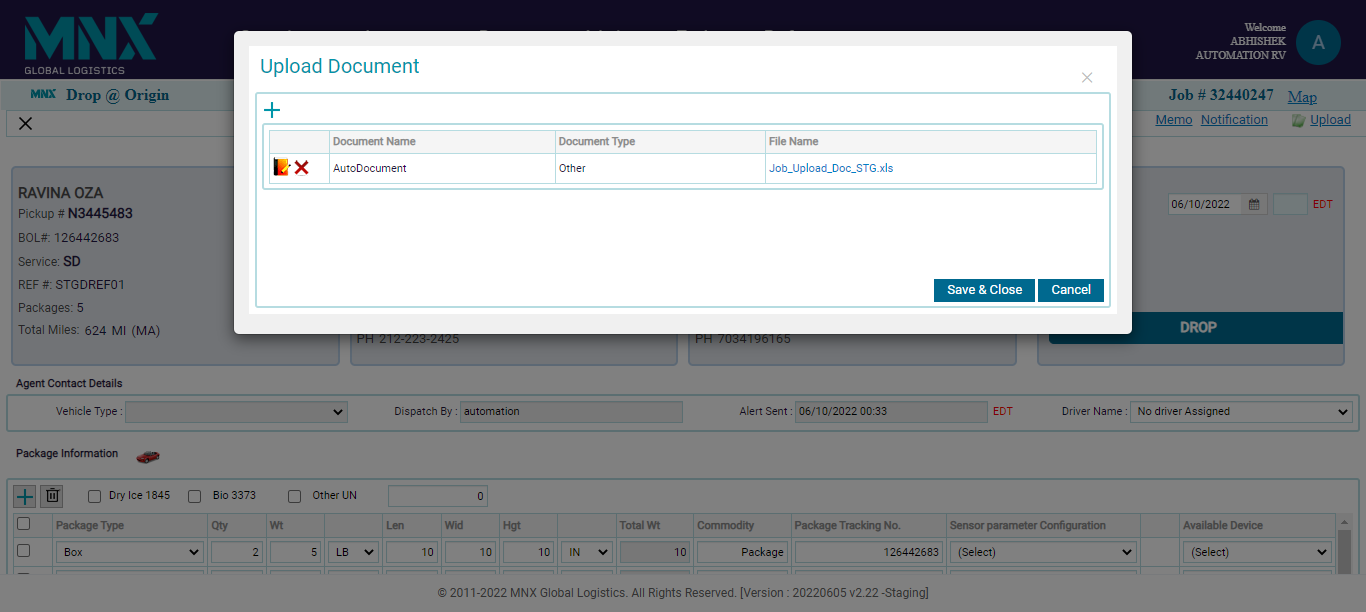 MNX
GLOBAL LOGISTICS
Welcome
ABHISHEK
AUTOMATION RV
A
MNX Drop @ Origin
Job # 32440247 Map
Memo Notification Upload
Upload Document
×
Document Name Document Type File Name
AutoDocument Other Job_Upload_Doc_STG.xls
Save & Close Cancel
RAVINA OZA
Pickup # N3445483
BOL#: 126442683
Service: SD
REF #: STGDREF01
Packages: 5
Total Miles: 624 MI (MA)
PH 212-223-2425
PH 7034196165
06/10/2022 EDT
DROP
Agent Contact Details
Vehicle Type : Dispatch By : automation Alert Sent : 06/10/2022 00:33 EDT Driver Name : No driver Assigned
Package Information
Dry Ice 1845 Bio 3373 Other UN 0
Package Type Qty Wt Len Wid Hgt Total Wt Commodity Package Tracking No. Sensor parameter Configuration Available Device
Box 2 5 LB 10 10 10 IN 10 Package 126442683 (Select) (Select)
© 2011-2022 MNX Global Logistics. All Rights Reserved. [Version : 20220605 v2.22 -Staging]